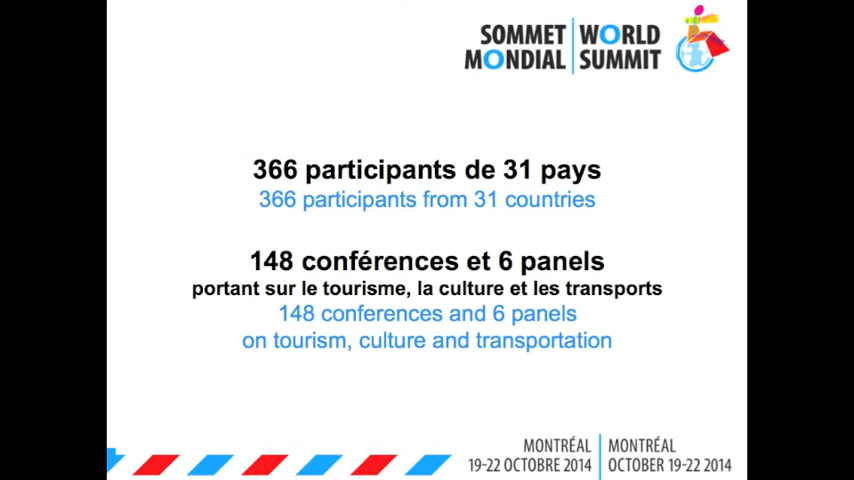 SOMMET WORLD
MONDIAL SUMMIT
366 participants de 31 pays
366 participants from 31 countries
148 conférences et 6 panels
portant sur le tourisme, la culture et les transports
148 conferences and 6 panels
on tourism, culture and transportation
MONTRÉAL MONTRÉAL
19-22 OCTOBRE 2014 OCTOBER 19-22 2014